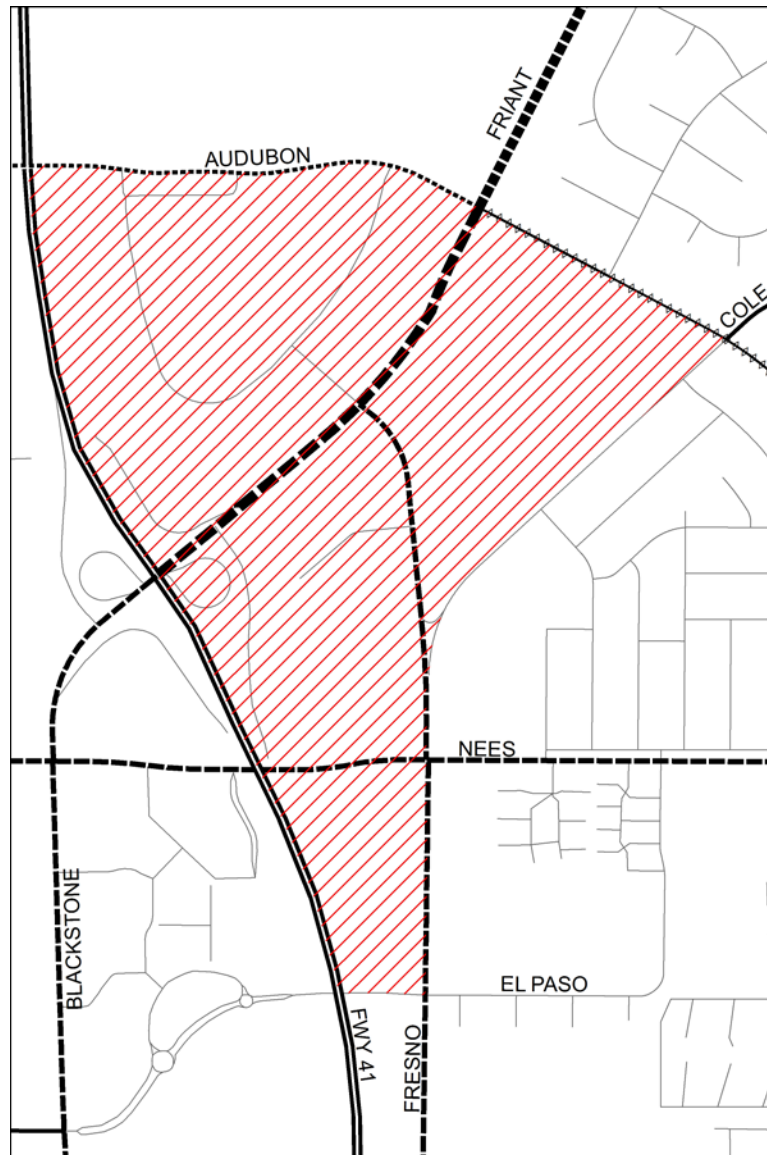 FRIANT
AUDUBON
COLE
NEES
BLACKSTONE
EL PASO
FWY 41
FRESNO